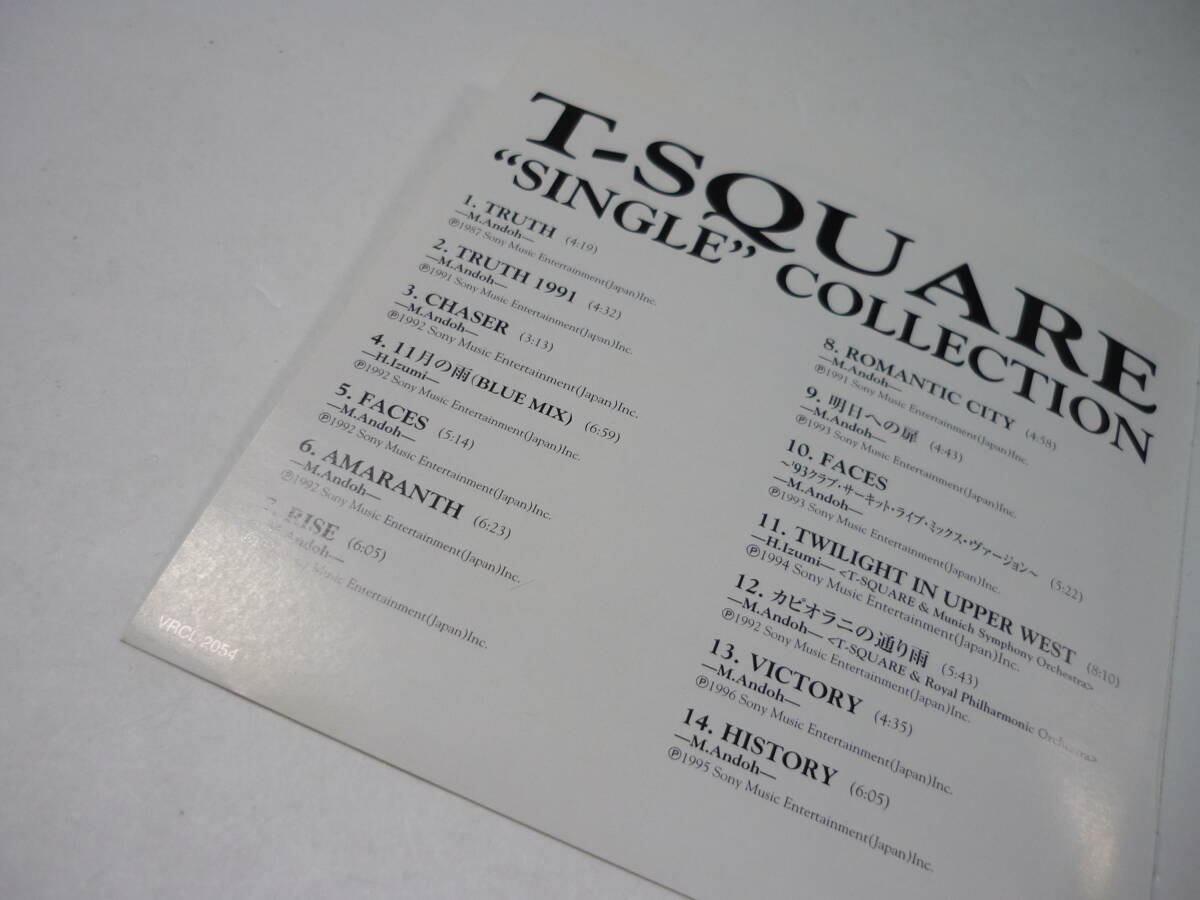 T-SQUARE
“SINGLE” COLLECTION
1. TRUTH (4:19)
—M.Andoh—
℗1987 Sony Music Entertainment(Japan)Inc.
2. TRUTH 1991 (4:32)
—M.Andoh—
℗1991 Sony Music Entertainment(Japan)Inc.
3. CHASER (3:13)
—M.Andoh—
℗1992 Sony Music Entertainment(Japan)Inc.
4. 11月の雨(BLUE MIX) (6:59)
—H.Izumi—
℗1992 Sony Music Entertainment(Japan)Inc.
5. FACES (5:14)
—M.Andoh—
℗1992 Sony Music Entertainment(Japan)Inc.
6. AMARANTH (6:23)
—M.Andoh—
℗1992 Sony Music Entertainment(Japan)Inc.
7. RISE (6:05)
Andoh—
Music Entertainment(Japan)Inc.
VRCL 2054
8. ROMANTIC CITY (4:58)
—M.Andoh—
℗1991 Sony Music Entertainment(Japan)Inc.
9. 明日への扉 (4:43)
—M.Andoh—
℗1993 Sony Music Entertainment(Japan)Inc.
10. FACES
～'93クラブ・サーキット・ライブ・ミックス・ヴァージョン～ (5:22)
—M.Andoh—
℗1993 Sony Music Entertainment(Japan)Inc.
11. TWILIGHT IN UPPER WEST (8:10)
—H.Izumi— <T-SQUARE & Munich Symphony Orchestra>
℗1994 Sony Music Entertainment(Japan)Inc.
12. カピオラニの通り雨 (5:43)
—M.Andoh— <T-SQUARE & Royal Philharmonic Orchestra>
℗1992 Sony Music Entertainment(Japan)Inc.
13. VICTORY (4:35)
—M.Andoh—
℗1996 Sony Music Entertainment(Japan)Inc.
14. HISTORY (6:05)
—M.Andoh—
℗1995 Sony Music Entertainment(Japan)Inc.